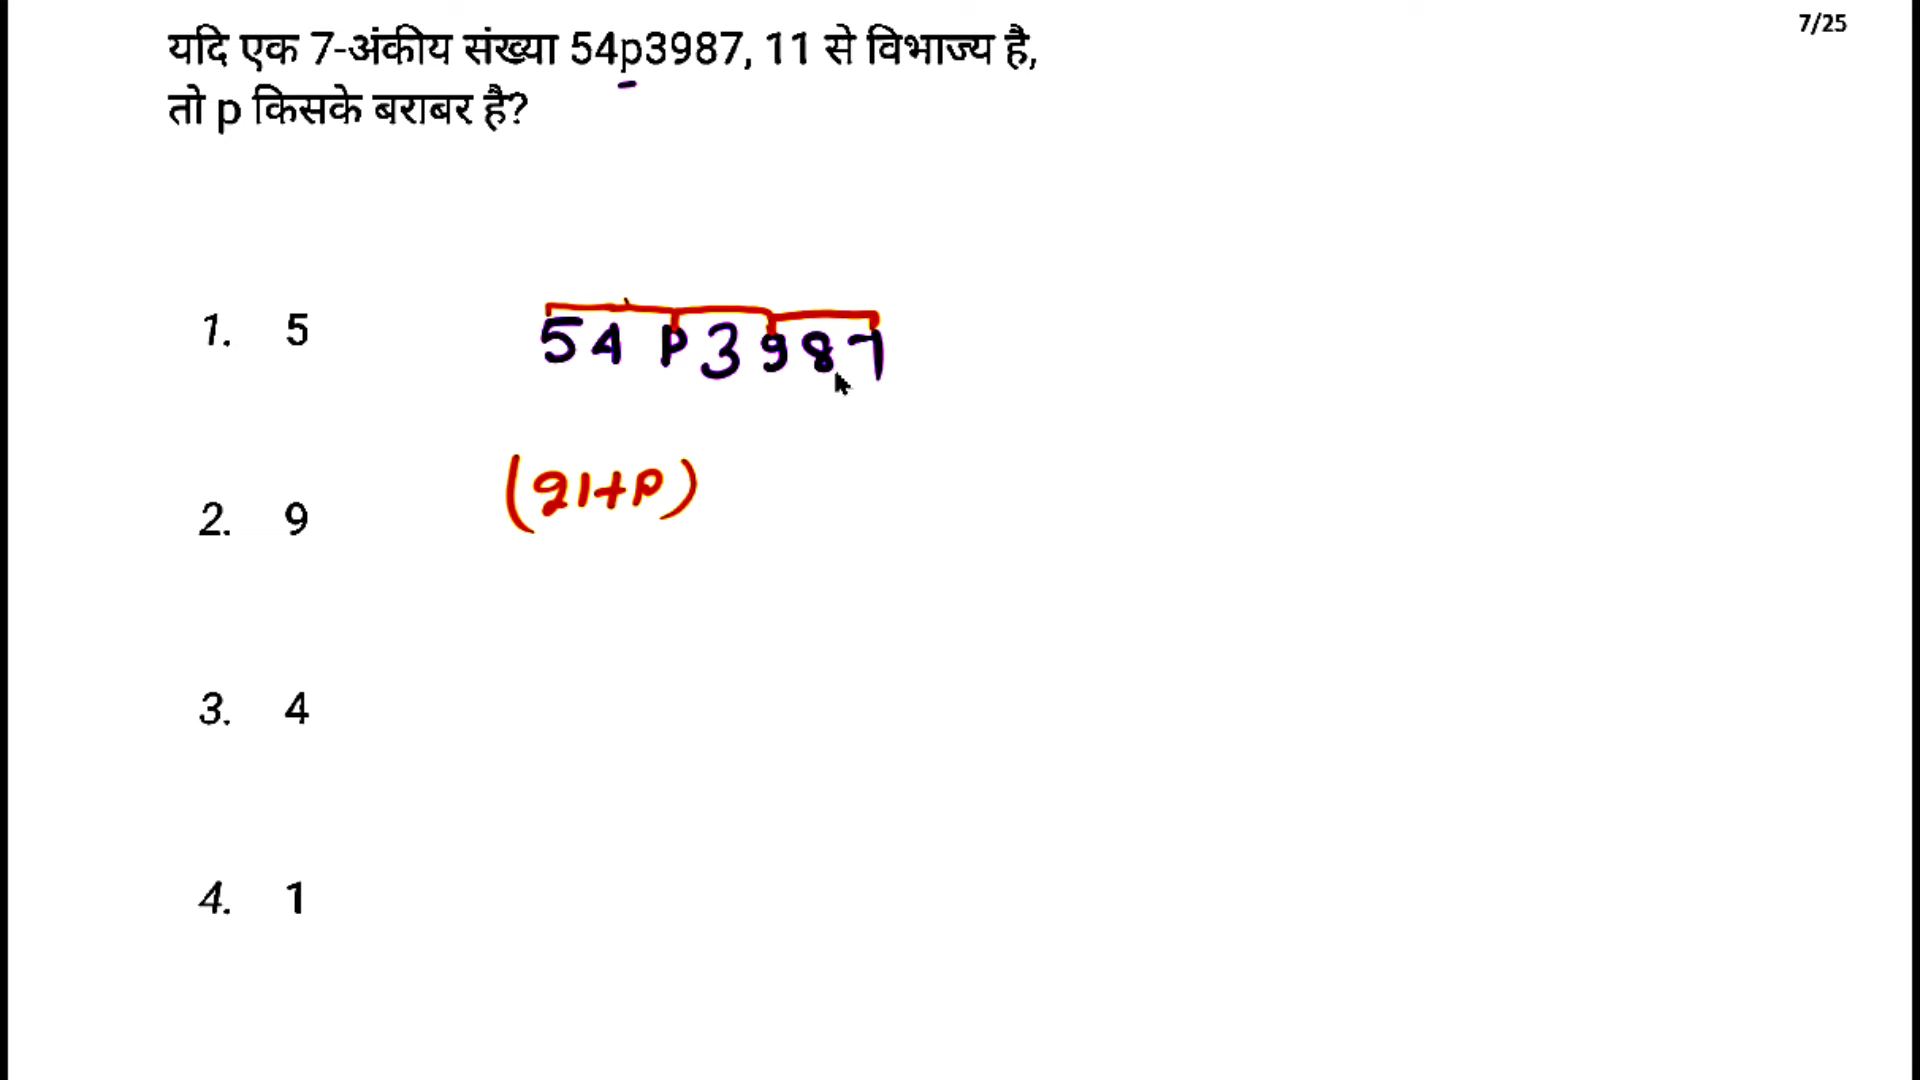 7/25
यदि एक 7-अंकीय संख्या 54p3987, 11 से विभाज्य है,
तो p किसके बराबर है?
1. 5
54p3987
2. 9
(21+p)
3. 4
4. 1